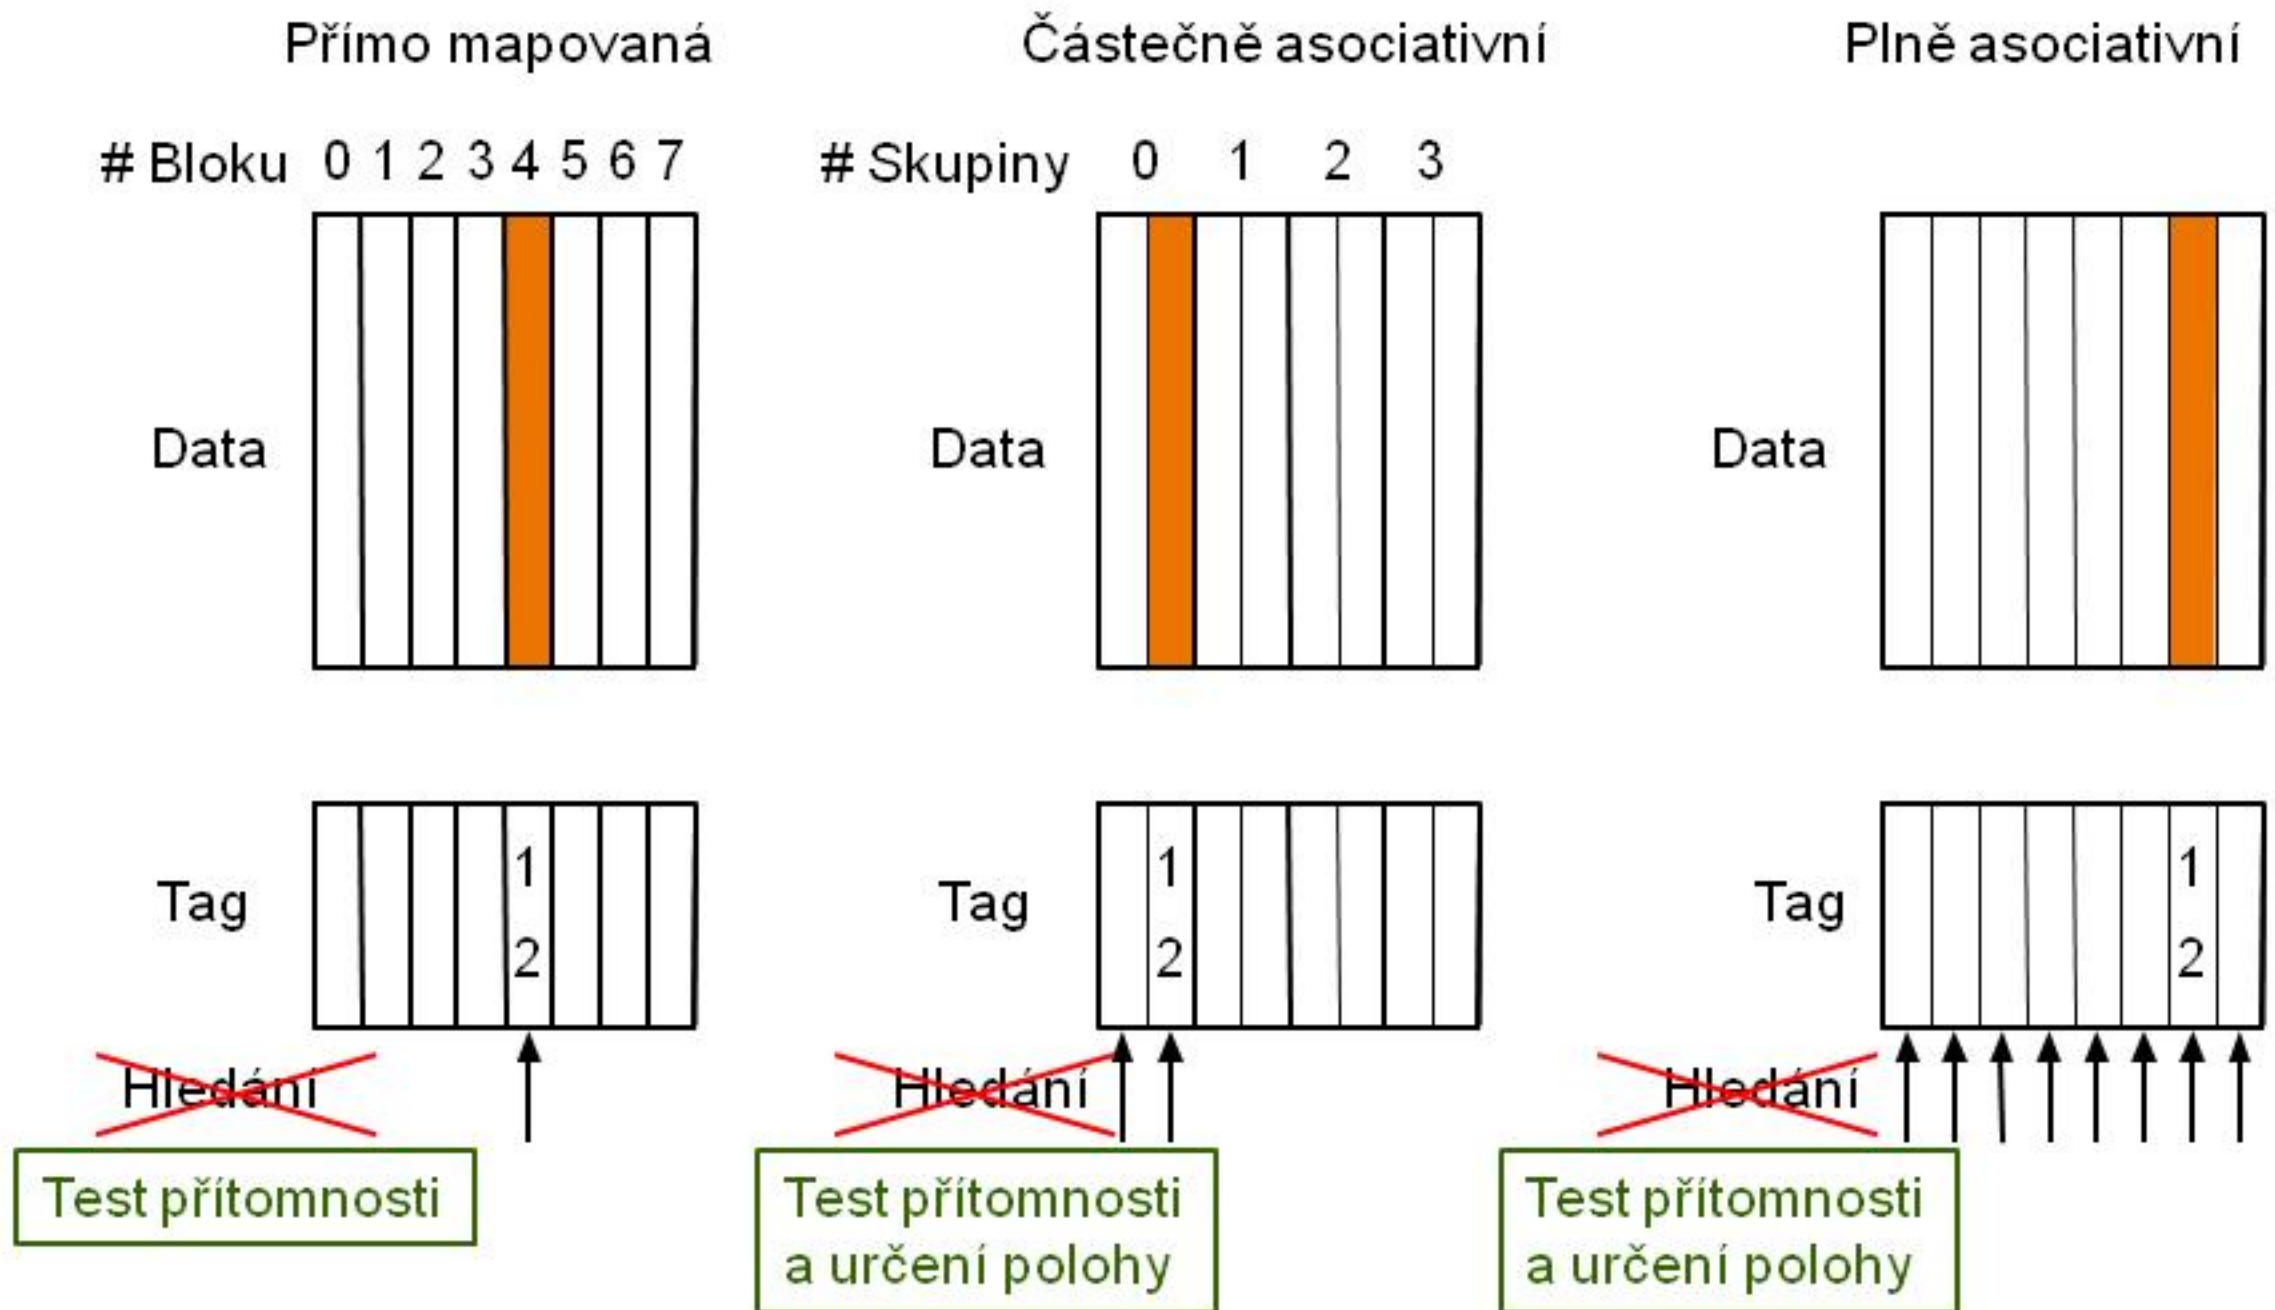 Přímo mapovaná
Částečně asociativní
Plně asociativní
# Bloku 0 1 2 3 4 5 6 7
# Skupiny 0 1 2 3
Data
Data
Data
1
1
1
Tag
Tag
Tag
2
2
2
Hledání
Hledání
Hledání
Test přítomnosti
Test přítomnosti
a určení polohy
Test přítomnosti
a určení polohy